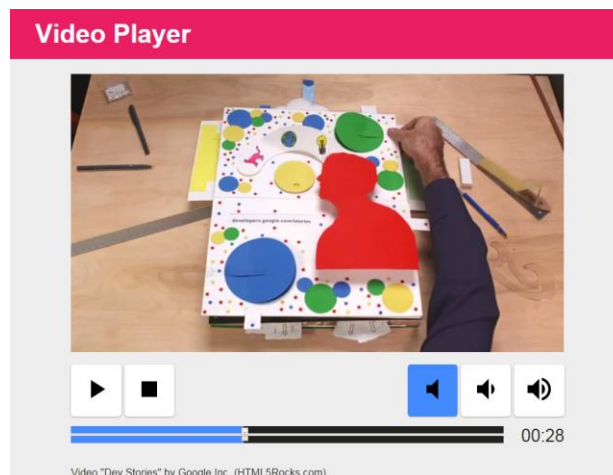 Video Player
developers.google.com/stories
00:28
Video "Dev Stories" by Google Inc. (HTML5Rocks.com)